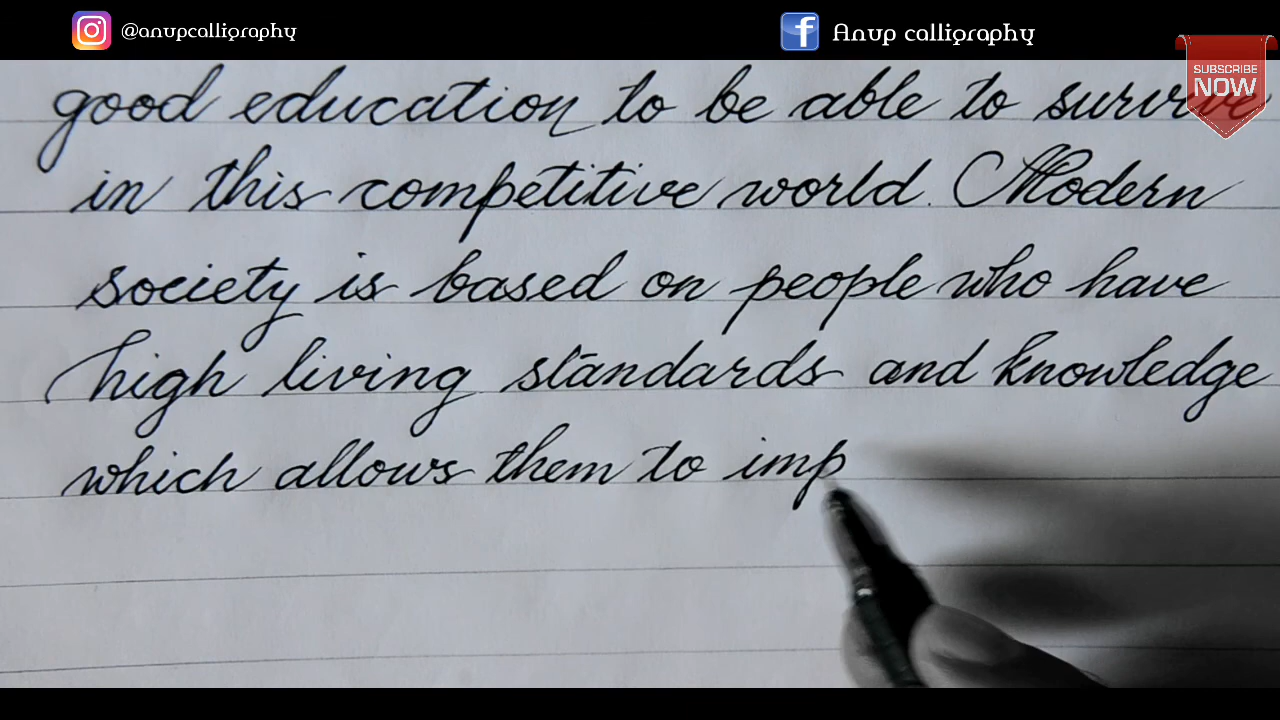 @anupcalligraphy
Anup calligraphy
SUBSCRIBE
NOW
good education to be able to survive
in this competitive world. Modern
society is based on people who have
high living standards and knowledge
which allows them to imp